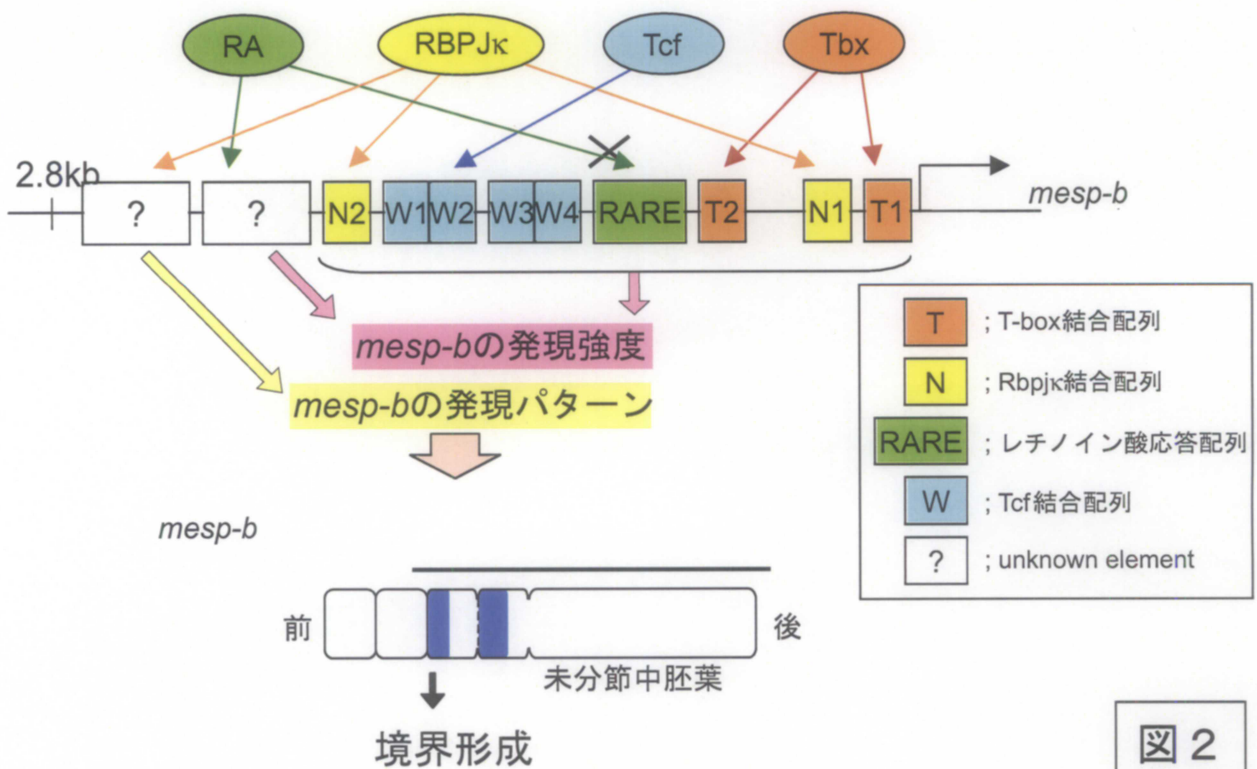 RA RBPJκ Tcf Tbx
2.8kb
? ? N2 W1 W2 W3 W4 RARE T2 N1 T1
mesp-b
mesp-bの発現強度
mesp-bの発現パターン
T ; T-box結合配列
N ; Rbpjκ結合配列
RARE ; レチノイン酸応答配列
W ; Tcf結合配列
? ; unknown element
mesp-b
前 後
未分節中胚葉
境界形成
図2